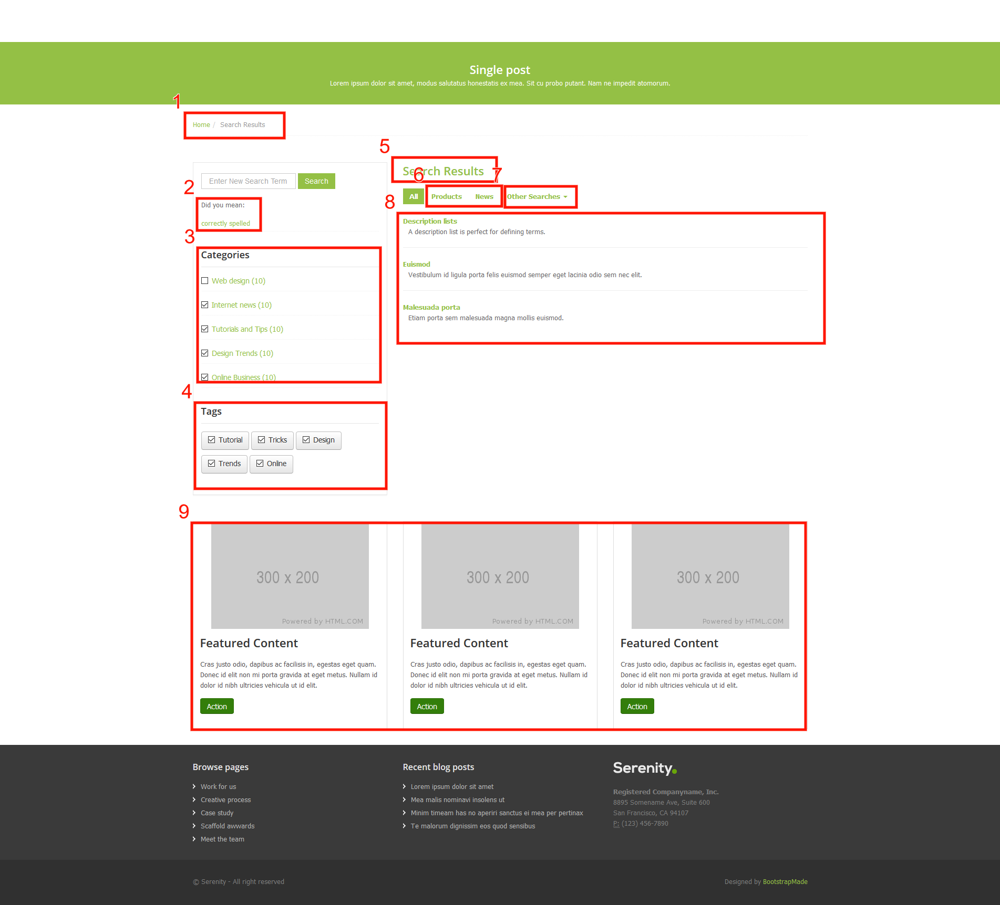 Single post
Lorem ipsum dolor sit amet, modus salutatus honestatis ex mea. Sit cu probo putant. Nam ne impedit atomorum.
1
Home / Search Results
2
Enter New Search Term Search
Did you mean:
correctly spelled
3
Categories
Web design (10)
Internet news (10)
Tutorials and Tips (10)
Design Trends (10)
Online Business (10)
4
Tags
Tutorial Tricks Design
Trends Online
5
Search Results
6 7
All Products News Other Searches
8
Description lists
A description list is perfect for defining terms.
Euismod
Vestibulum id ligula porta felis euismod semper eget lacinia odio sem nec elit.
Malesuada porta
Etiam porta sem malesuada magna mollis euismod.
9
300 x 200
Powered by HTML.COM
Featured Content
Cras justo odio, dapibus ac facilisis in, egestas eget quam.
Donec id elit non mi porta gravida at eget metus. Nullam id
dolor id nibh ultricies vehicula ut id elit.
Action
300 x 200
Powered by HTML.COM
Featured Content
Cras justo odio, dapibus ac facilisis in, egestas eget quam.
Donec id elit non mi porta gravida at eget metus. Nullam id
dolor id nibh ultricies vehicula ut id elit.
Action
300 x 200
Powered by HTML.COM
Featured Content
Cras justo odio, dapibus ac facilisis in, egestas eget quam.
Donec id elit non mi porta gravida at eget metus. Nullam id
dolor id nibh ultricies vehicula ut id elit.
Action
Browse pages
Work for us
Creative process
Case study
Scaffold awwards
Meet the team
Recent blog posts
Lorem ipsum dolor sit amet
Mea malis nominavi insolens ut
Minim timeam has no aperiri sanctus ei mea per pertinax
Te malorum dignissim eos quod sensibus
Serenity.
Registered Companyname, Inc.
8895 Somename Ave, Suite 600
San Francisco, CA 94107
P: (123) 456-7890
© Serenity - All right reserved
Designed by BootstrapMade